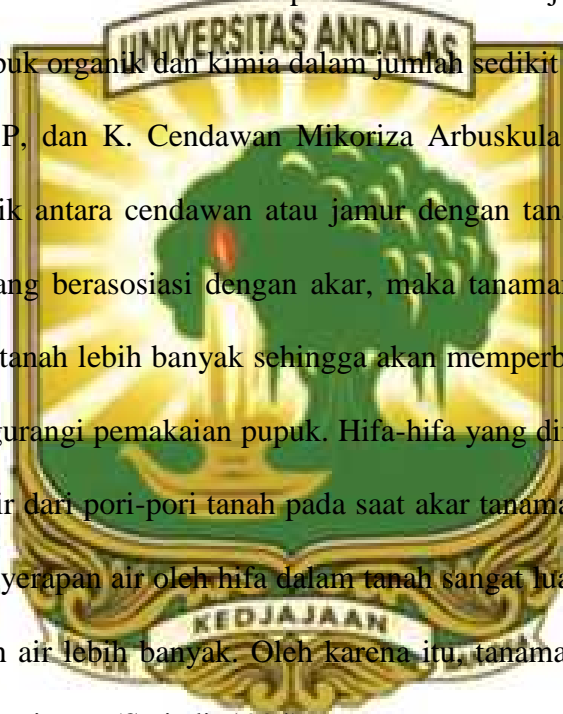 UNIVERSITAS ANDALAS
buk organik dan kimia dalam jumlah sedikit
P, dan K. Cendawan Mikoriza Arbuskula
ik antara cendawan atau jamur dengan tan
ang berasosiasi dengan akar, maka tanaman
tanah lebih banyak sehingga akan memperb
gurangi pemakaian pupuk. Hifa-hifa yang di
ir dari pori-pori tanah pada saat akar tanama
yerapan air oleh hifa dalam tanah sangat lua
KEDJAJAAN
n air lebih banyak. Oleh karena itu, tanama